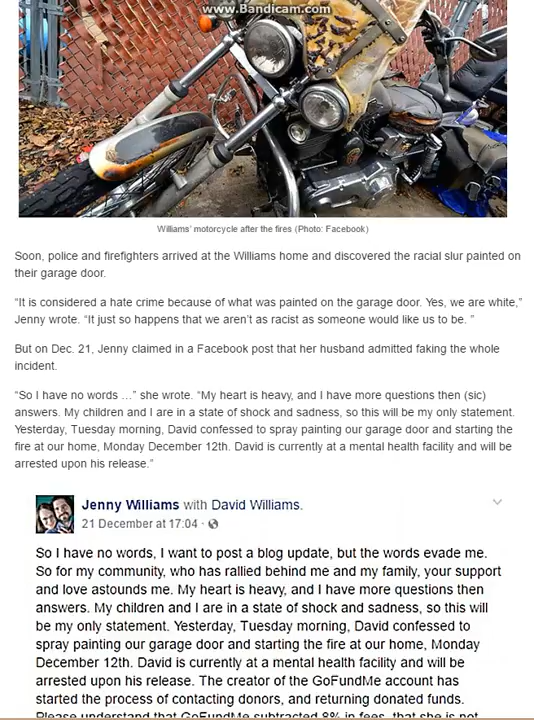 www.Bandicam.com
Williams' motorcycle after the fires (Photo: Facebook)
Soon, police and firefighters arrived at the Williams home and discovered the racial slur painted on
their garage door.
“It is considered a hate crime because of what was painted on the garage door. Yes, we are white,”
Jenny wrote. “It just so happens that we aren’t as racist as someone would like us to be. ”
But on Dec. 21, Jenny claimed in a Facebook post that her husband admitted faking the whole
incident.
“So I have no words …” she wrote. “My heart is heavy, and I have more questions then (sic)
answers. My children and I are in a state of shock and sadness, so this will be my only statement.
Yesterday, Tuesday morning, David confessed to spray painting our garage door and starting the
fire at our home, Monday December 12th. David is currently at a mental health facility and will be
arrested upon his release.”
Jenny Williams with David Williams.
21 December at 17:04 ·
So I have no words, I want to post a blog update, but the words evade me.
So for my community, who has rallied behind me and my family, your support
and love astounds me. My heart is heavy, and I have more questions then
answers. My children and I are in a state of shock and sadness, so this will
be my only statement. Yesterday, Tuesday morning, David confessed to
spray painting our garage door and starting the fire at our home, Monday
December 12th. David is currently at a mental health facility and will be
arrested upon his release. The creator of the GoFundMe account has
started the process of contacting donors, and returning donated funds.
Please understand that GoFundMe subtracted 8% in fees, that she is not